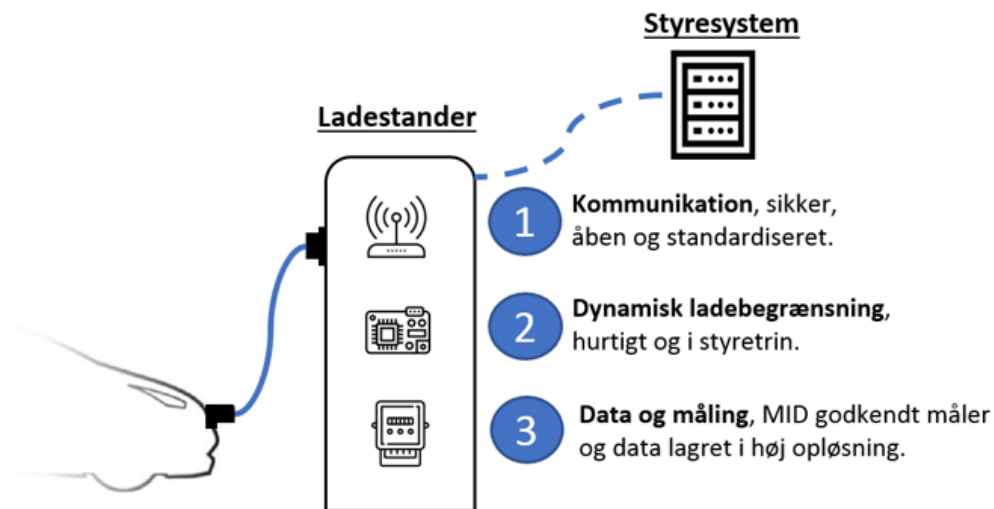 Styresystem
Ladestander
1
Kommunikation, sikker,
åben og standardiseret.
2
Dynamisk ladebegrænsning,
hurtigt og i styretrin.
3
Data og måling, MID godkendt måler
og data lagret i høj opløsning.